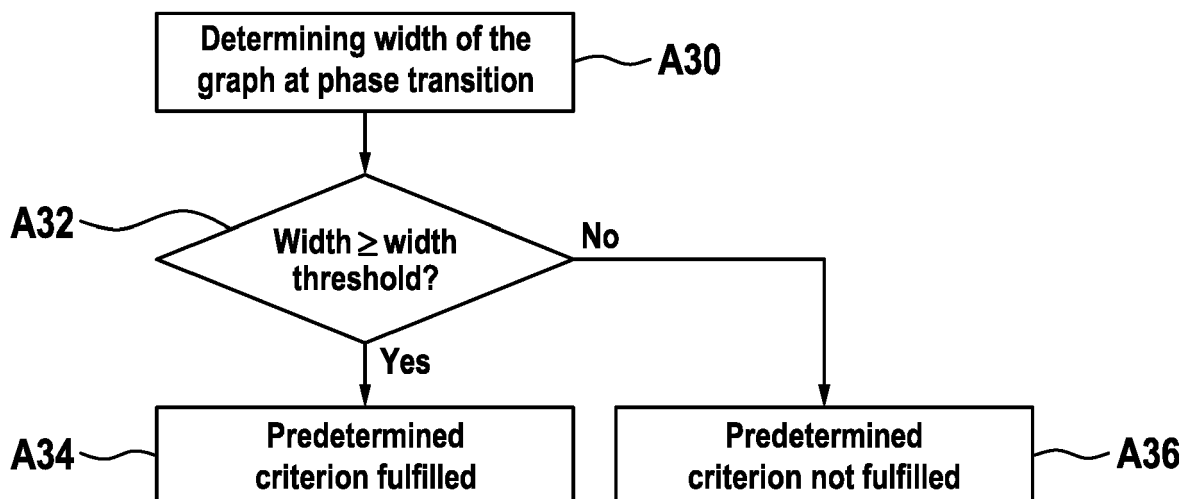 Determining width of the
graph at phase transition
A30
A32
Width ≥ width
threshold?
No
Yes
A34
Predetermined
criterion fulfilled
Predetermined
criterion not fulfilled
A36